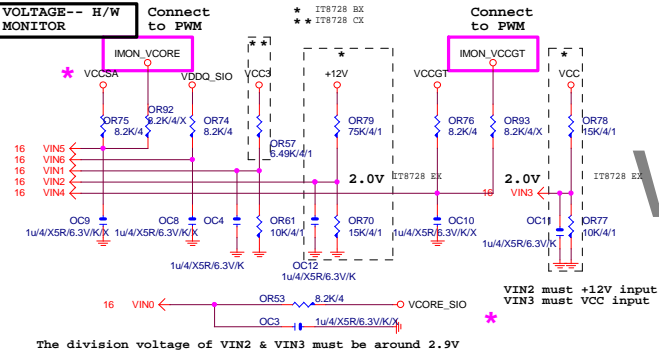 VOLTAGE-- H/W
MONITOR
Connect
to PWM
* IT8728 BX
** IT8728 CX
Connect
to PWM
IMON_VCORE
**
*
IMON_VCCGT
**
* VCCSA
VDDQ_SIO
VCC3
+12V
VCCGT
VCC
OR75
8.2K/4
OR92
8.2K/4/X
OR74
8.2K/4
OR79
75K/4/1
OR76
8.2K/4
OR93
8.2K/4/X
OR78
15K/4/1
OR57
6.49K/4/1
16 VIN5
16 VIN6
16 VIN1
16 VIN2
16 VIN4
2.0V
IT8728 EX
2.0V
IT8728 EX
16 VIN3
OC9
1u/4/X5R/6.3V/K/X
OC8
1u/4/X5R/6.3V/K
OC4
1u/4/X5R/6.3V/K
OR61
10K/4/1
OC12
1u/4/X5R/6.3V/K
OR70
15K/4/1
OC10
1u/4/X5R/6.3V/K/X
OC11
1u/4/X5R/6.3V/K
OR77
10K/4/1
16 VIN0
OR53
8.2K/4
VCORE_SIO
OC3
1u/4/X5R/6.3V/K/X
*
VIN2 must +12V input
VIN3 must VCC input
The division voltage of VIN2 & VIN3 must be around 2.9V